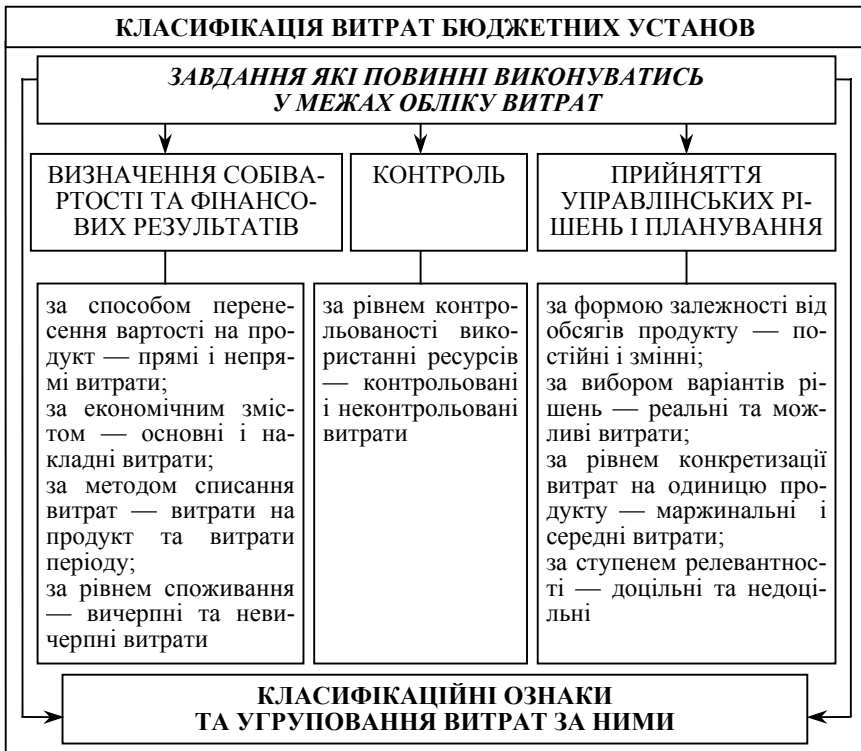 КЛАСИФІКАЦІЯ ВИТРАТ БЮДЖЕТНИХ УСТАНОВ
ЗАВДАННЯ ЯКІ ПОВИННІ ВИКОНУВАТИСЬ
У МЕЖАХ ОБЛІКУ ВИТРАТ
ВИЗНАЧЕННЯ СОБІВА-
РТОСТІ ТА ФІНАНСО-
ВИХ РЕЗУЛЬТАТІВ
КОНТРОЛЬ
ПРИЙНЯТТЯ
УПРАВЛІНСЬКИХ РІ-
ШЕНЬ І ПЛАНУВАННЯ
за способом перене-
сення вартості на про-
дукт — прямі і непря-
мі витрати;
за економічним зміс-
том — основні і на-
кладні витрати;
за методом списання
витрат — витрати на
продукт та витрати
періоду;
за рівнем споживання
— вичерпні та неви-
черпні витрати
за рівнем контро-
льованості вико-
ристанні ресурсів
— контрольовані
і неконтрольовані
витрати
за формою залежності від
обсягів продукту — по-
стійні і змінні;
за вибором варіантів рі-
шень — реальні та мож-
ливі витрати;
за рівнем конкретизації
витрат на одиницю про-
дукту — маржинальні і
середні витрати;
за ступенем релевантнос-
ті — доцільні та недоці-
льні
КЛАСИФІКАЦІЙНІ ОЗНАКИ
ТА УГРУПОВАННЯ ВИТРАТ ЗА НИМИ